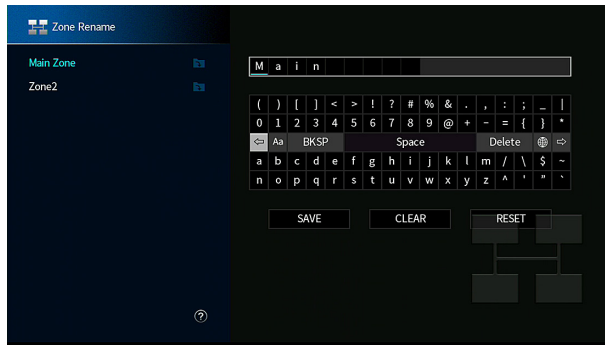 Zone Rename
Main Zone
Zone2
Main
( ) [ ] < > ! ? # % & . , : ; _ |
0 1 2 3 4 5 6 7 8 9 @ + - = { } *
⇦ Aa BKSP Space Delete ⇨
a b c d e f g h i j k l m / \ $ ~
n o p q r s t u v w x y z ^ ' " `
SAVE CLEAR RESET
?